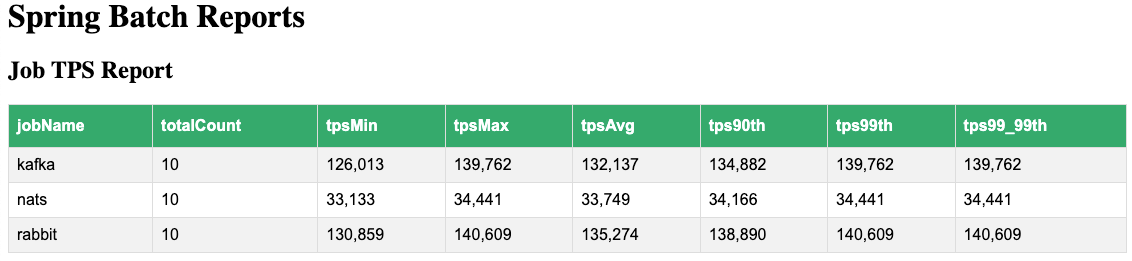 Spring Batch Reports
Job TPS Report
jobName totalCount tpsMin tpsMax tpsAvg tps90th tps99th tps99_99th
kafka 10 126,013 139,762 132,137 134,882 139,762 139,762
nats 10 33,133 34,441 33,749 34,166 34,441 34,441
rabbit 10 130,859 140,609 135,274 138,890 140,609 140,609